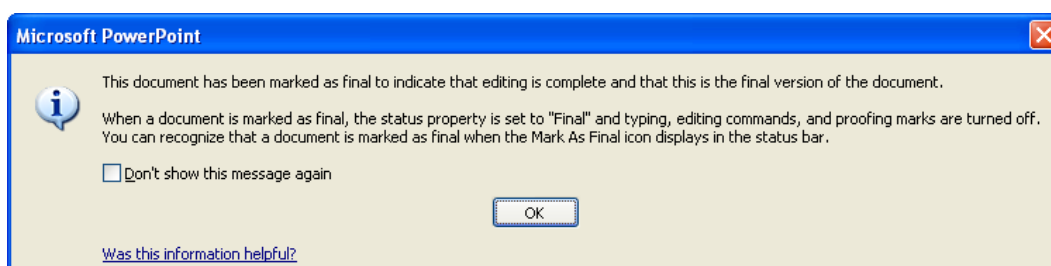 Microsoft PowerPoint
This document has been marked as final to indicate that editing is complete and that this is the final version of the document.
When a document is marked as final, the status property is set to "Final" and typing, editing commands, and proofing marks are turned off.
You can recognize that a document is marked as final when the Mark As Final icon displays in the status bar.
Don't show this message again
OK
Was this information helpful?